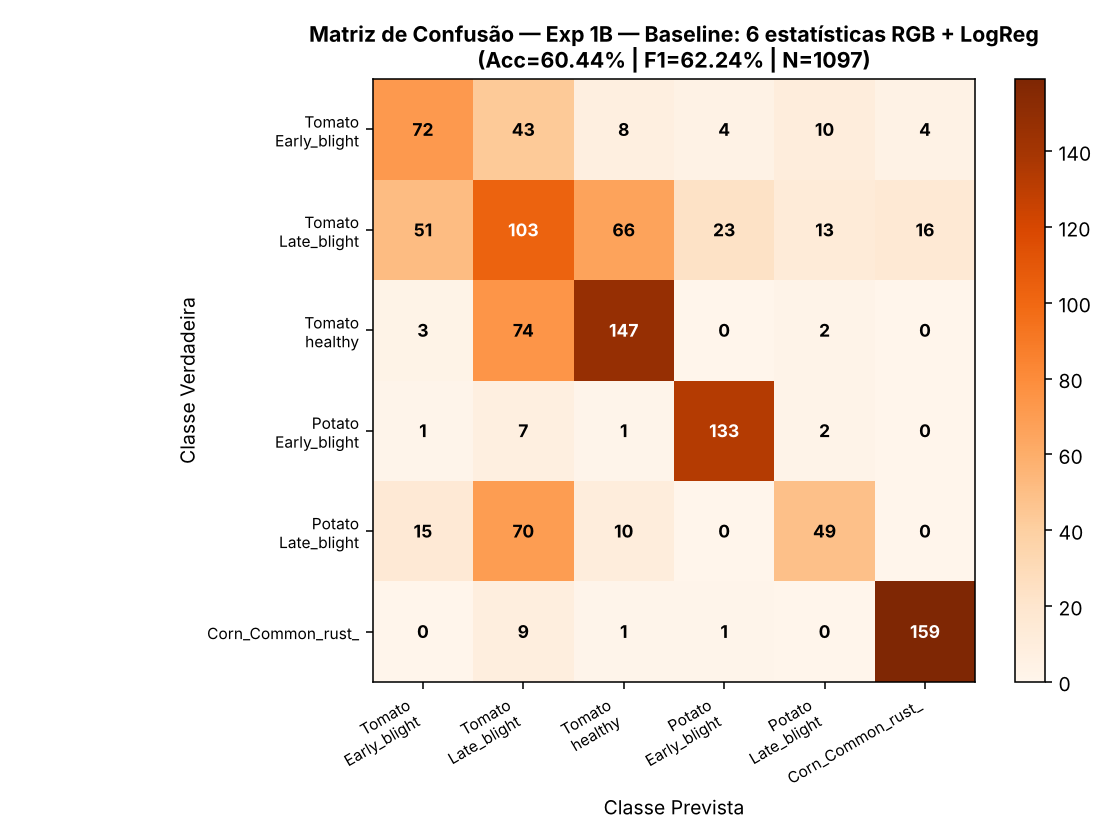 Matriz de Confusão — Exp 1B — Baseline: 6 estatísticas RGB + LogReg
(Acc=60.44% | F1=62.24% | N=1097)
Classe Verdadeira
Tomato
Early_blight
72 43 8 4 10 4
Tomato
Late_blight
51 103 66 23 13 16
Tomato
healthy
3 74 147 0 2 0
Potato
Early_blight
1 7 1 133 2 0
Potato
Late_blight
15 70 10 0 49 0
Corn_Common_rust_
0 9 1 1 0 159
Tomato
Early_blight
Tomato
Late_blight
Tomato
healthy
Potato
Early_blight
Potato
Late_blight
Corn_Common_rust_
Classe Prevista
140
120
100
80
60
40
20
0